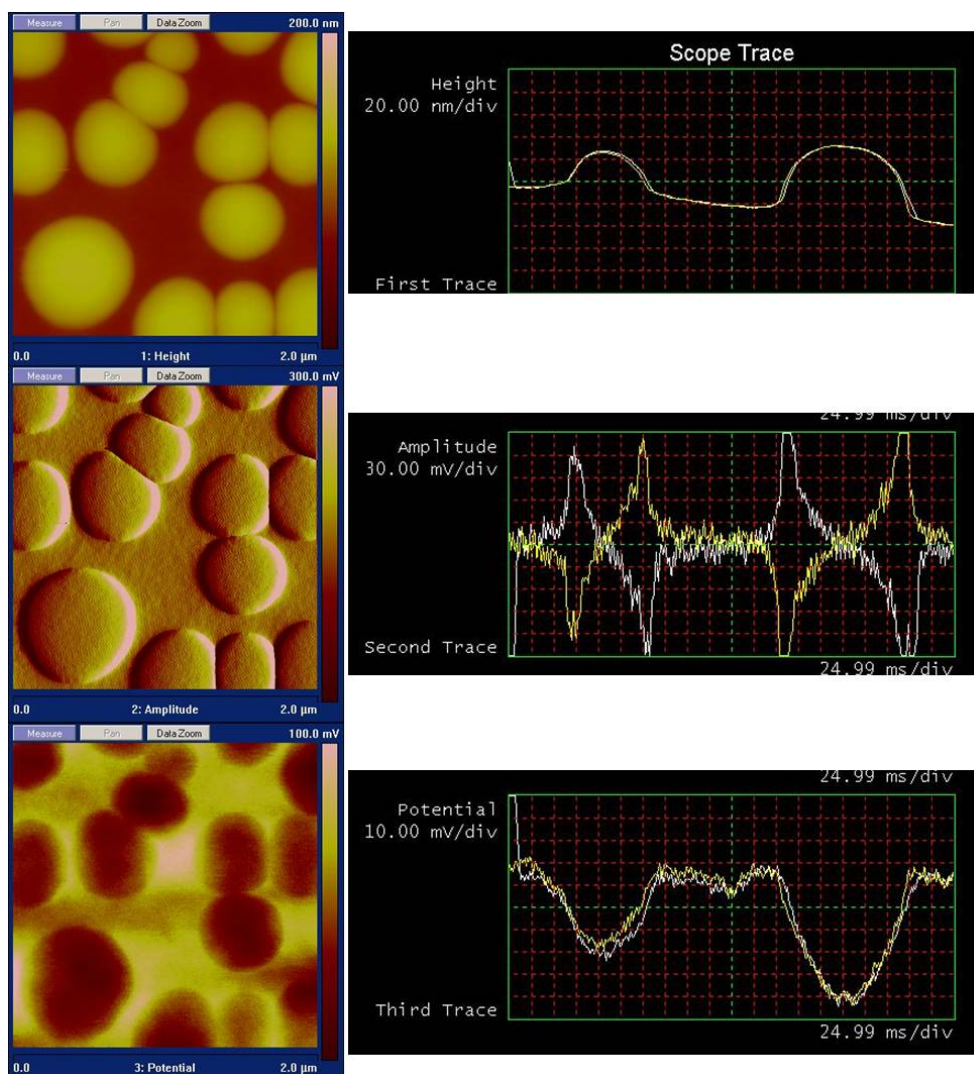 Measure Pan Data Zoom 200.0 nm
0.0 1: Height 2.0 µm
Scope Trace
Height
20.00 nm/div
First Trace
Measure Pan Data Zoom 300.0 mV
0.0 2: Amplitude 2.0 µm
24.99 ms/div
Amplitude
30.00 mV/div
Second Trace
24.99 ms/div
Measure Pan Data Zoom 100.0 mV
0.0 3: Potential 2.0 µm
24.99 ms/div
Potential
10.00 mV/div
Third Trace
24.99 ms/div